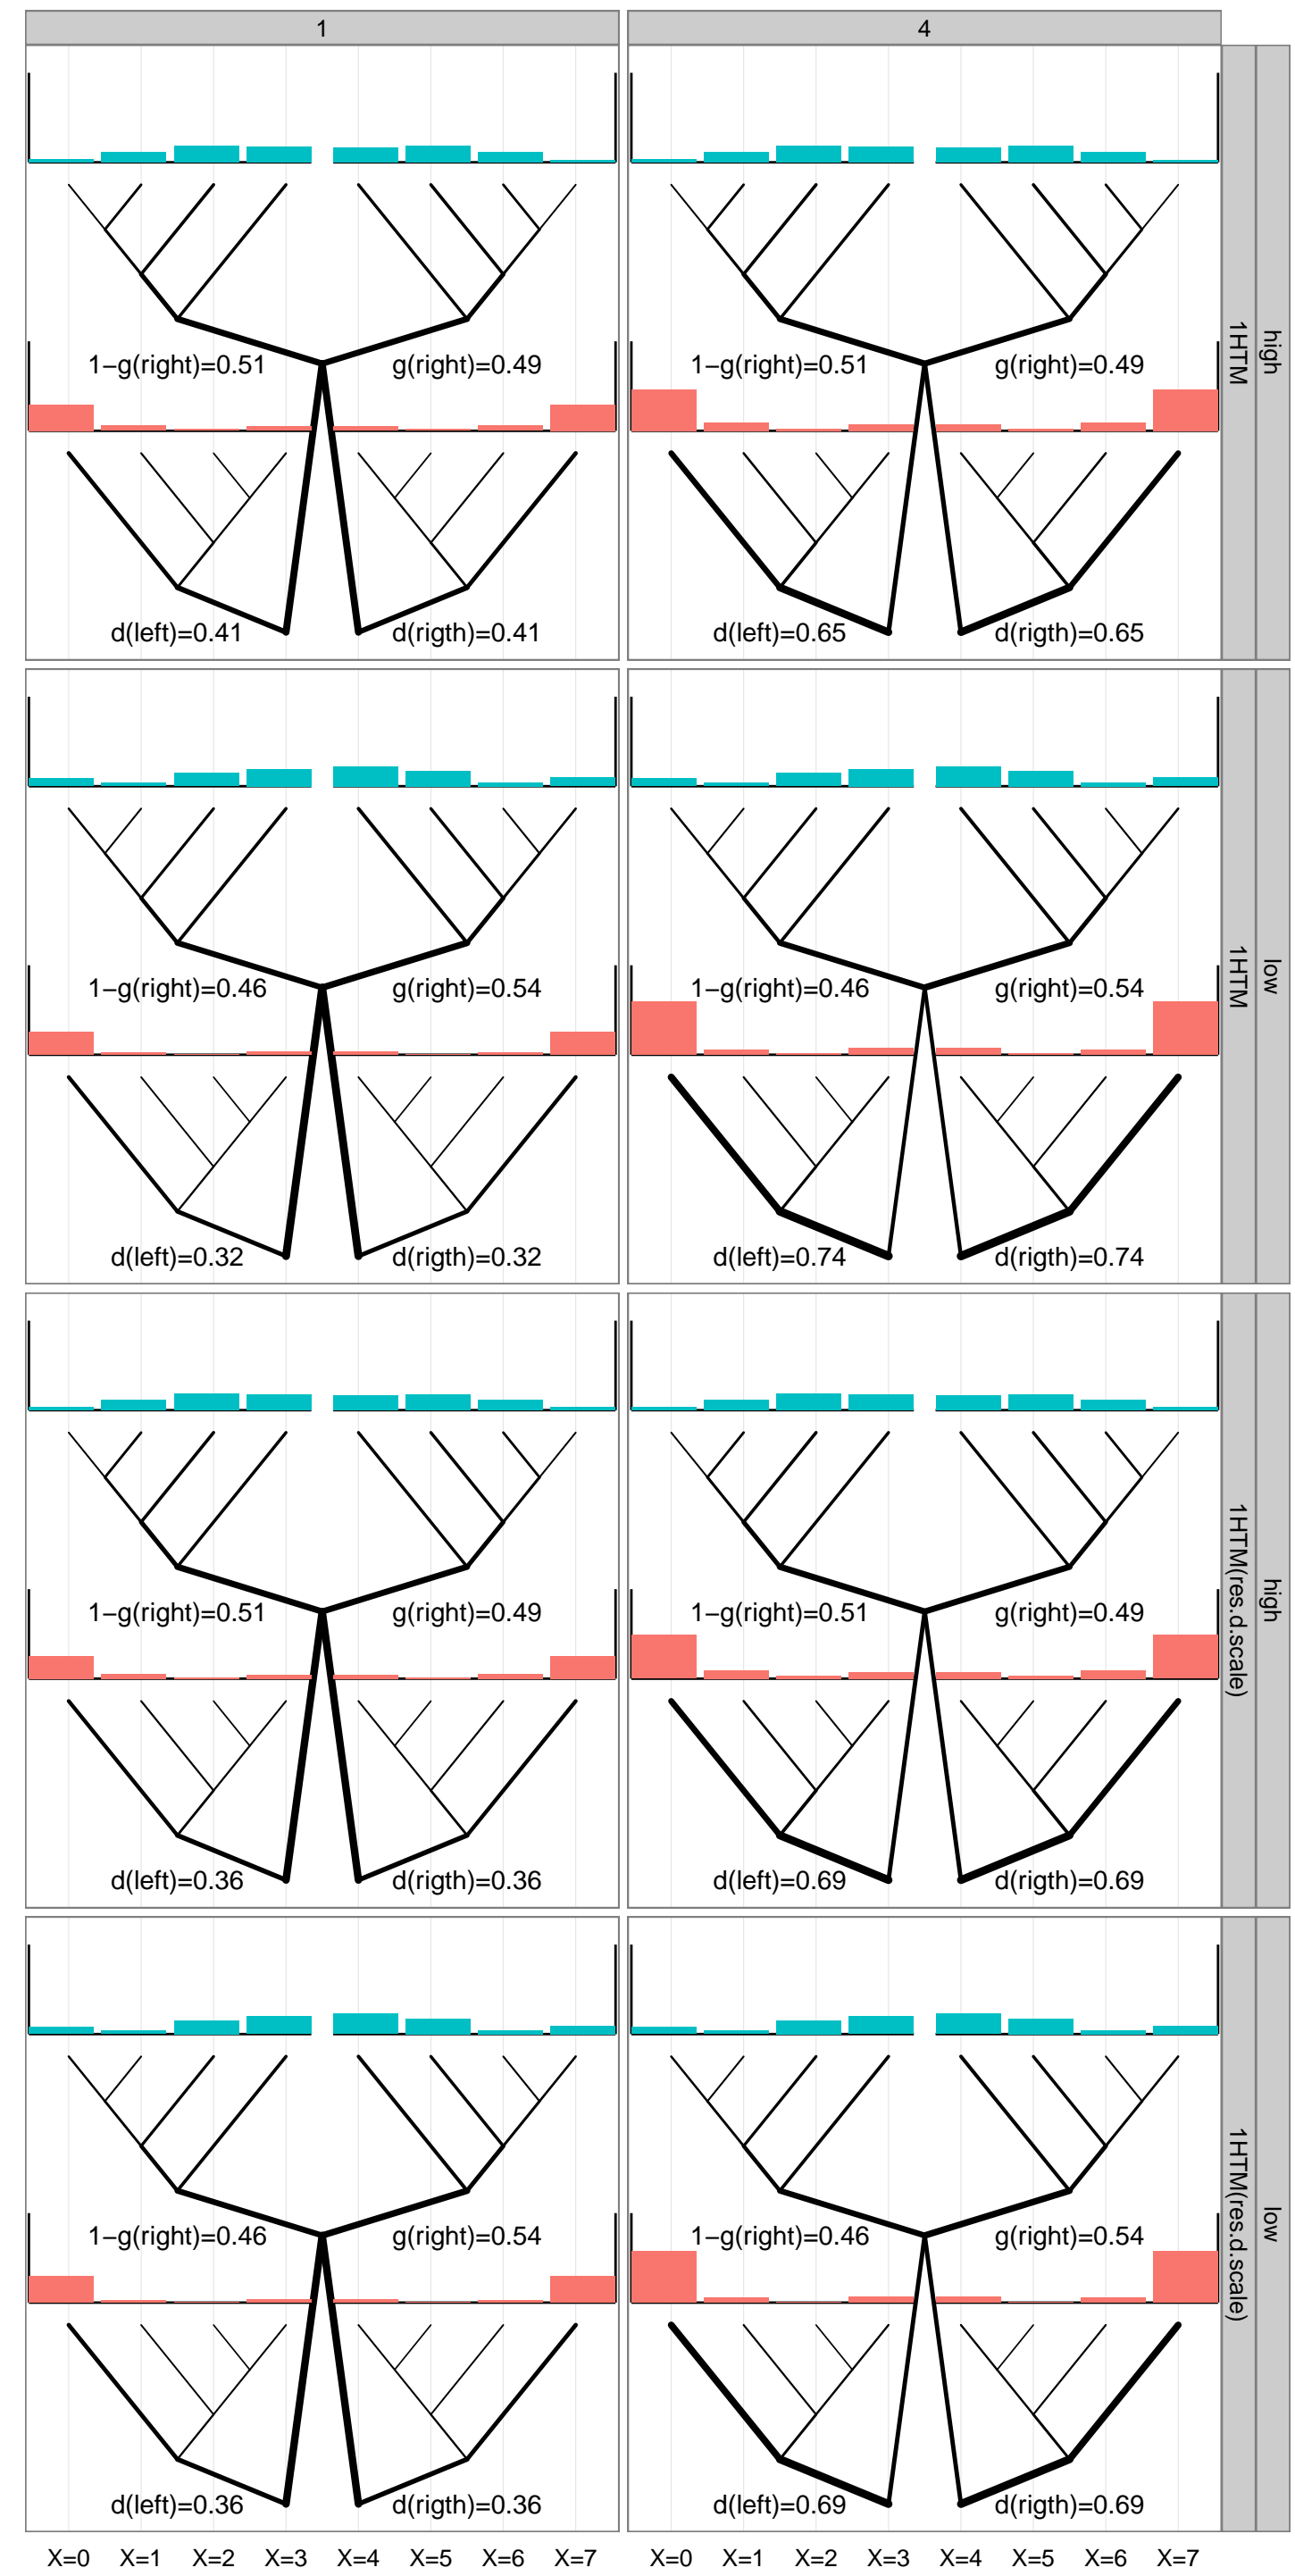 1 4
1−g(right)=0.51 g(right)=0.49 1−g(right)=0.51 g(right)=0.49
d(left)=0.41 d(rigth)=0.41 d(left)=0.65 d(rigth)=0.65
1HTM
high
1−g(right)=0.46 g(right)=0.54 1−g(right)=0.46 g(right)=0.54
d(left)=0.32 d(rigth)=0.32 d(left)=0.74 d(rigth)=0.74
1HTM
low
1−g(right)=0.51 g(right)=0.49 1−g(right)=0.51 g(right)=0.49
d(left)=0.36 d(rigth)=0.36 d(left)=0.69 d(rigth)=0.69
1HTM(res.d.scale)
high
1−g(right)=0.46 g(right)=0.54 1−g(right)=0.46 g(right)=0.54
d(left)=0.36 d(rigth)=0.36 d(left)=0.69 d(rigth)=0.69
1HTM(res.d.scale)
low
X=0 X=1 X=2 X=3 X=4 X=5 X=6 X=7 X=0 X=1 X=2 X=3 X=4 X=5 X=6 X=7